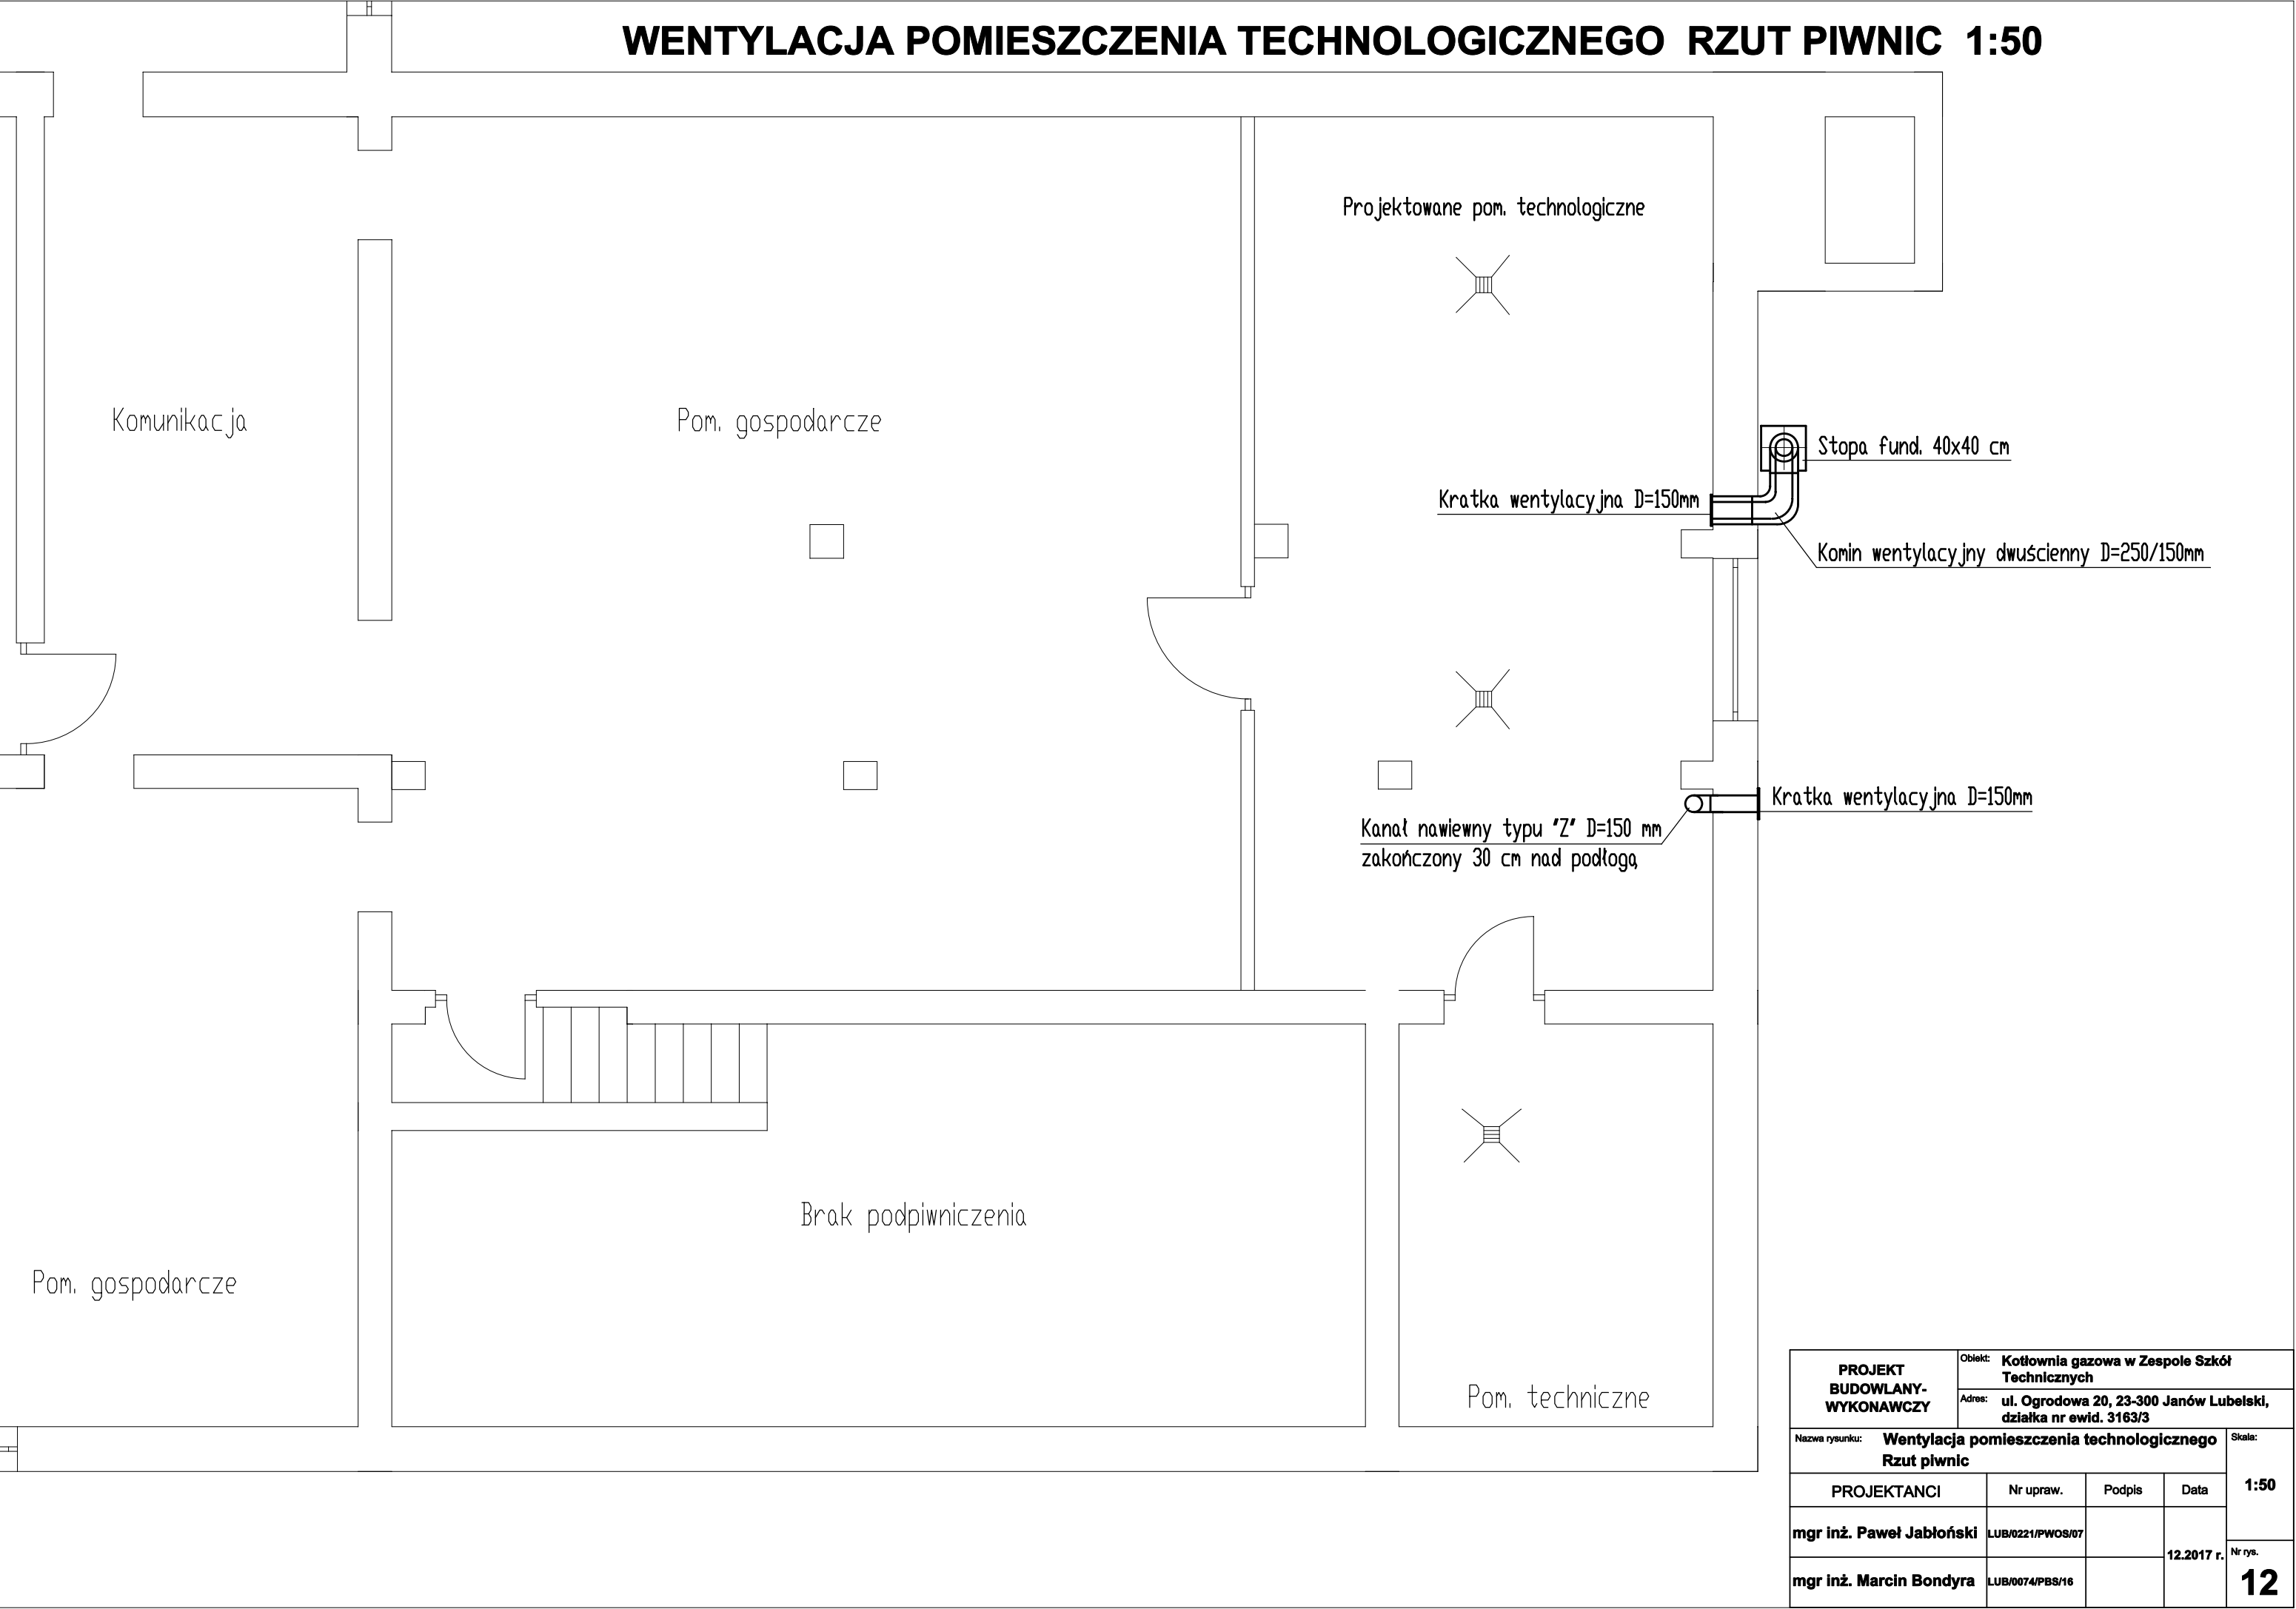 WENTYLACJA POMIESZCZENIA TECHNOLOGICZNEGO RZUT PIWNIC 1:50
Projektowane pom. technologiczne
Komunikacja
Pom. gospodarcze
Stopa fund. 40x40 cm
Kratka wentylacyjna D=150mm
Komin wentylacyjny dwuścienny D=250/150mm
Kratka wentylacyjna D=150mm
Kanał nawiewny typu "Z" D=150 mm
zakończony 30 cm nad podłogą
Brak podpiwniczenia
Pom. gospodarcze
Pom. techniczne
PROJEKT
BUDOWLANY-
WYKONAWCZY
Obiekt: Kotłownia gazowa w Zespole Szkół
Technicznych
Adres: ul. Ogrodowa 20, 23-300 Janów Lubelski,
działka nr ewid. 3163/3
Nazwa rysunku: Wentylacja pomieszczenia technologicznego
Rzut piwnic
Skala:
1:50
PROJEKTANCI Nr upraw. Podpis Data
mgr inż. Paweł Jabłoński LUB/0221/PWOS/07
12.2017 r.
mgr inż. Marcin Bondyra LUB/0074/PBS/16
Nr rys.
12